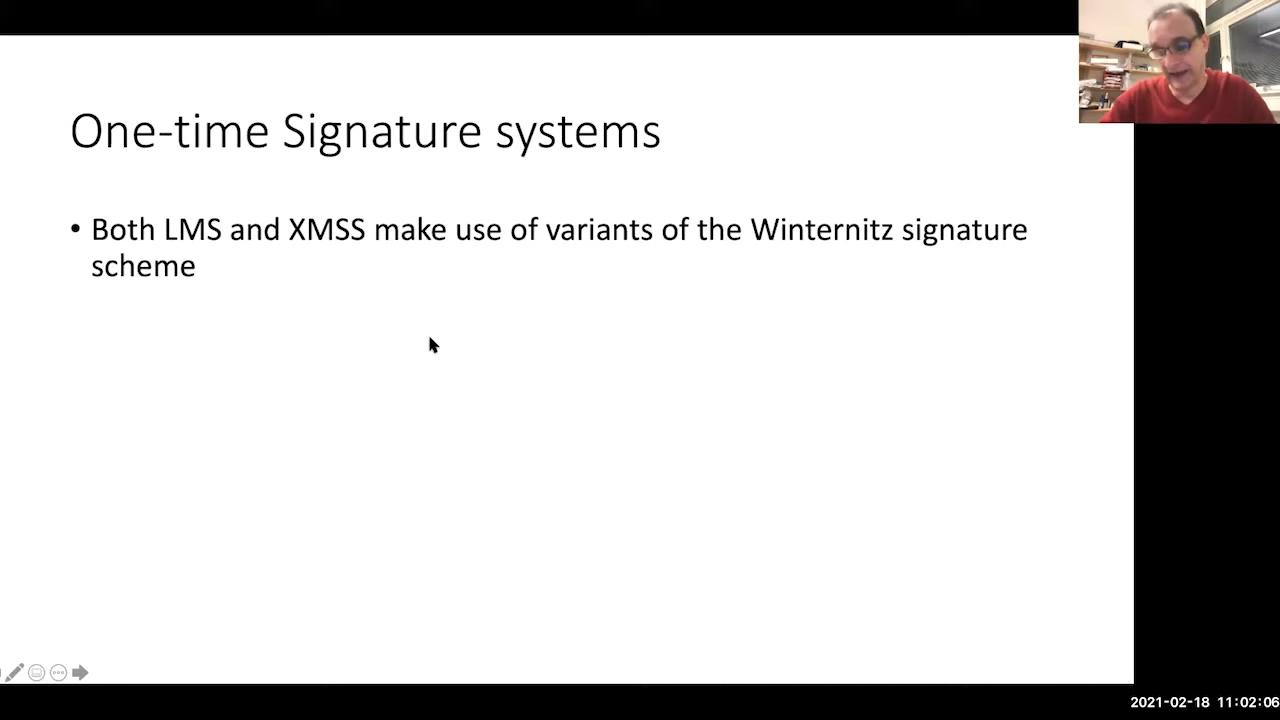 One-time Signature systems
• Both LMS and XMSS make use of variants of the Winternitz signature
scheme
2021-02-18 11:02:06